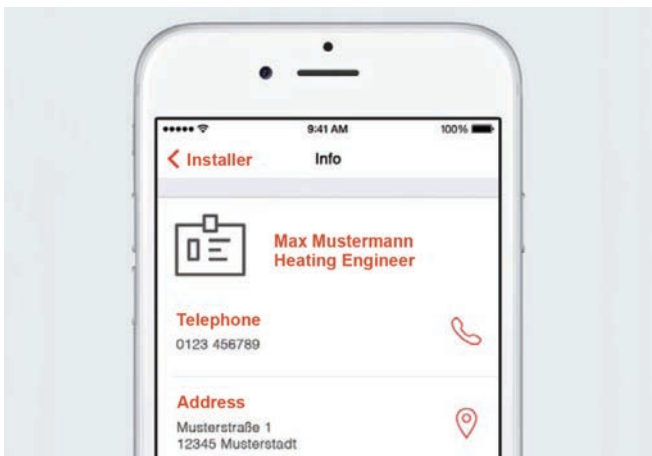 9:41 AM
100%
Installer
Info
Max Mustermann
Heating Engineer
Telephone
0123 456789
Address
Musterstraße 1
12345 Musterstadt